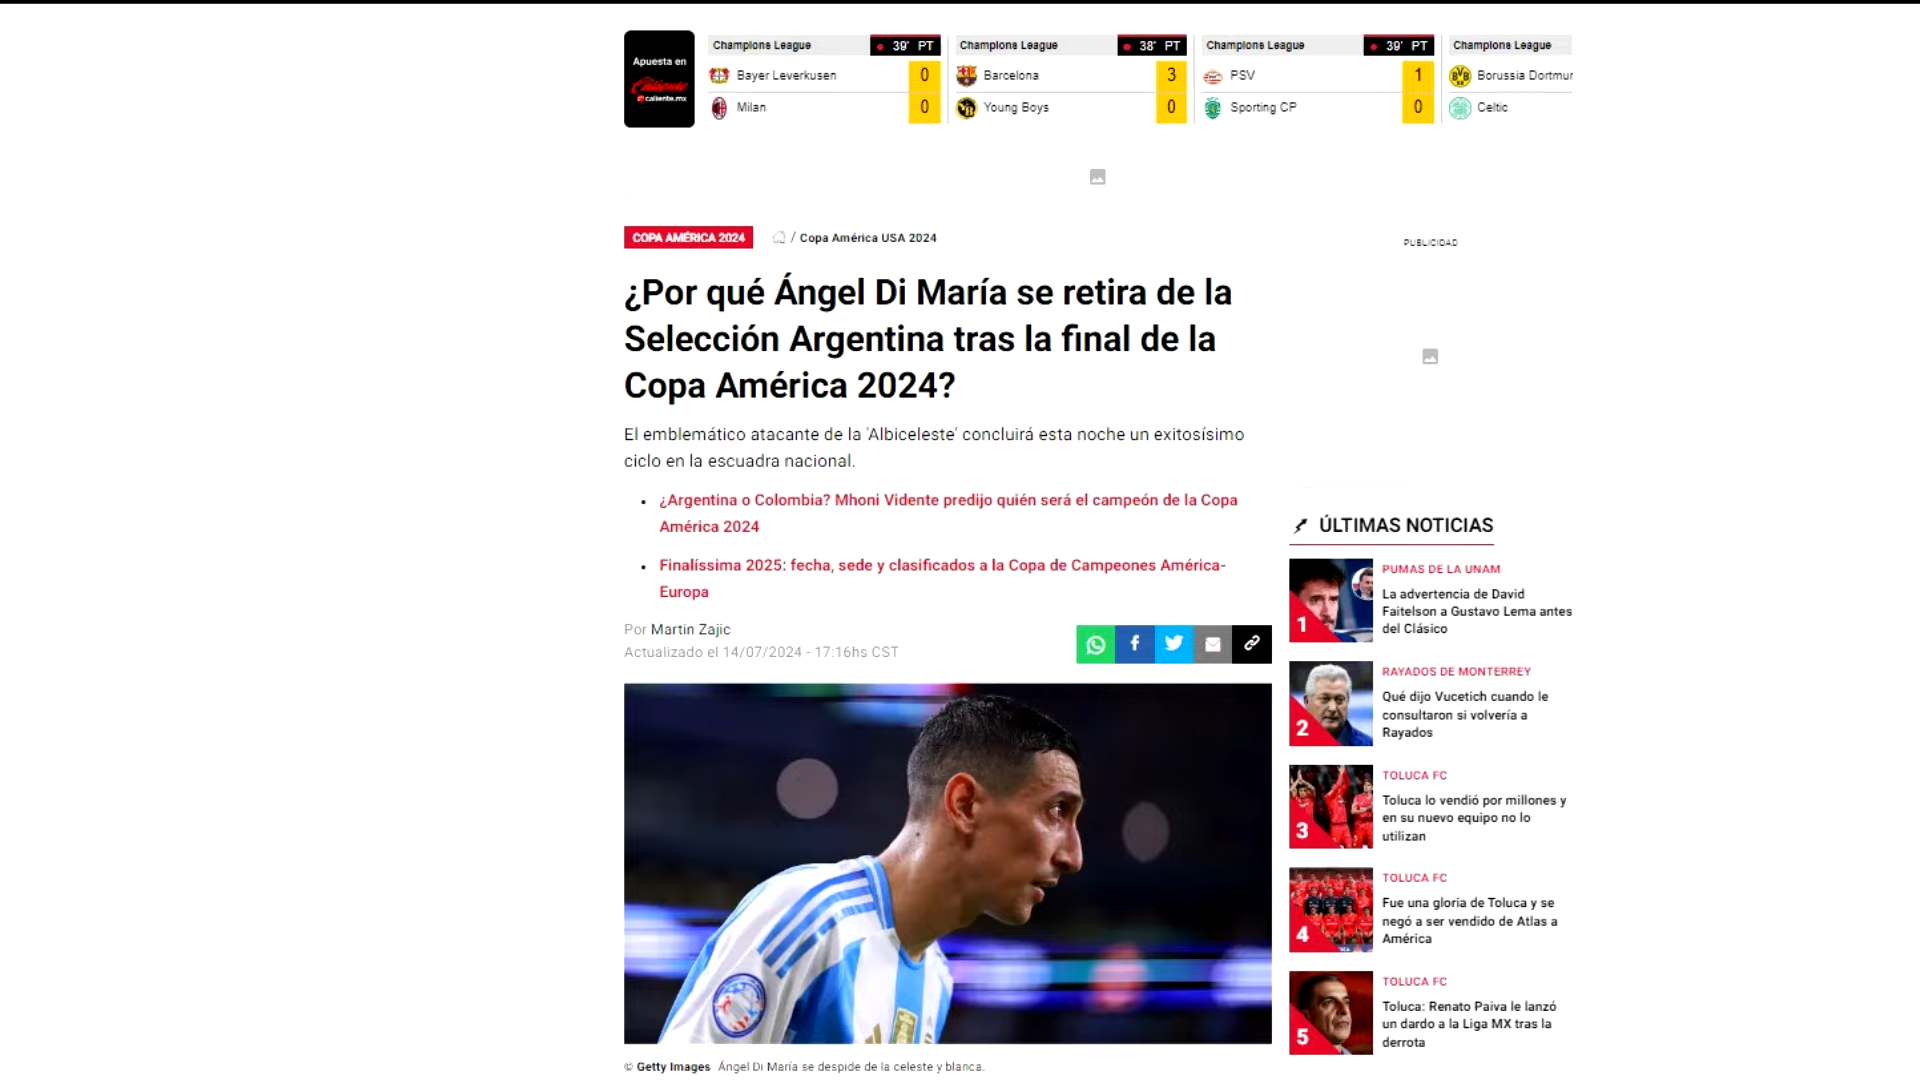 Apuesta en
Caliente
caliente.mx
Champions League 39' PT
Bayer Leverkusen 0
Milan 0
Champions League 38' PT
Barcelona 3
Young Boys 0
Champions League 39' PT
PSV 1
Sporting CP 0
Champions League
Borussia Dortmur
Celtic
COPA AMÉRICA 2024
/ Copa América USA 2024
PUBLICIDAD
¿Por qué Ángel Di María se retira de la
Selección Argentina tras la final de la
Copa América 2024?
El emblemático atacante de la 'Albiceleste' concluirá esta noche un exitosísimo
ciclo en la escuadra nacional.
• ¿Argentina o Colombia? Mhoni Vidente predijo quién será el campeón de la Copa
América 2024
• Finalíssima 2025: fecha, sede y clasificados a la Copa de Campeones América-
Europa
Por Martín Zajic
Actualizado el 14/07/2024 - 17:16hs CST
© Getty Images Ángel Di María se despide de la celeste y blanca.
ÚLTIMAS NOTICIAS
1
PUMAS DE LA UNAM
La advertencia de David
Faitelson a Gustavo Lema antes
del Clásico
2
RAYADOS DE MONTERREY
Qué dijo Vucetich cuando le
consultaron si volvería a
Rayados
3
TOLUCA FC
Toluca lo vendió por millones y
en su nuevo equipo no lo
utilizan
4
TOLUCA FC
Fue una gloria de Toluca y se
negó a ser vendido de Atlas a
América
5
TOLUCA FC
Toluca: Renato Paiva le lanzó
un dardo a la Liga MX tras la
derrota